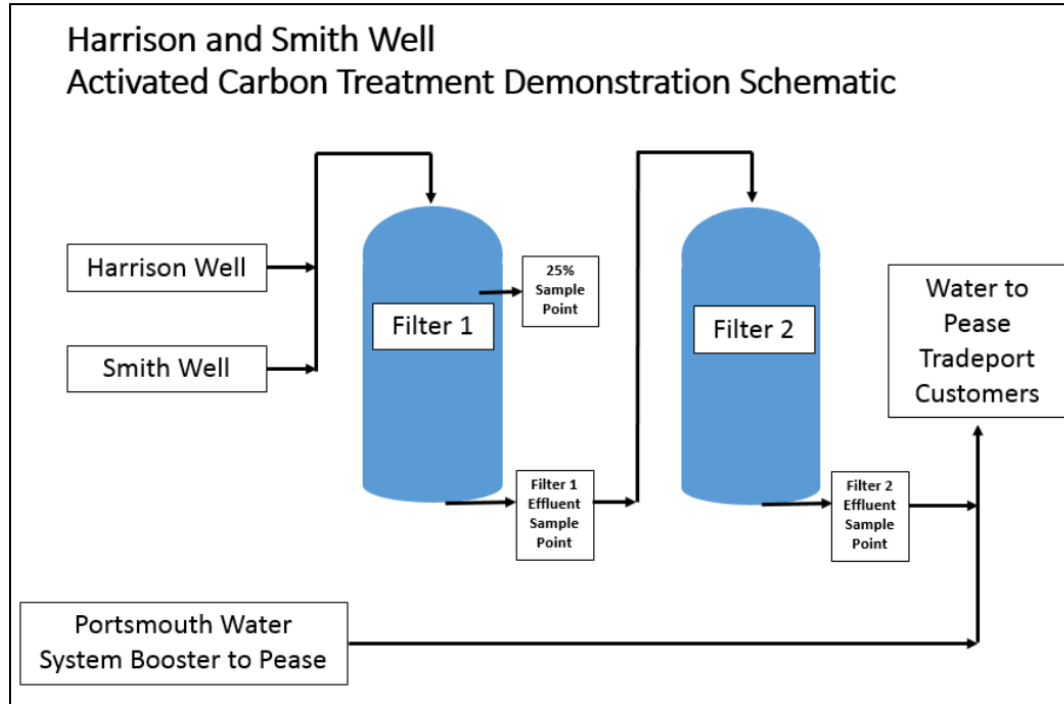 Harrison and Smith Well
Activated Carbon Treatment Demonstration Schematic
Harrison Well
Smith Well
Filter 1
25%
Sample
Point
Filter 1
Effluent
Sample
Point
Filter 2
Filter 2
Effluent
Sample
Point
Water to
Pease
Tradeport
Customers
Portsmouth Water
System Booster to Pease